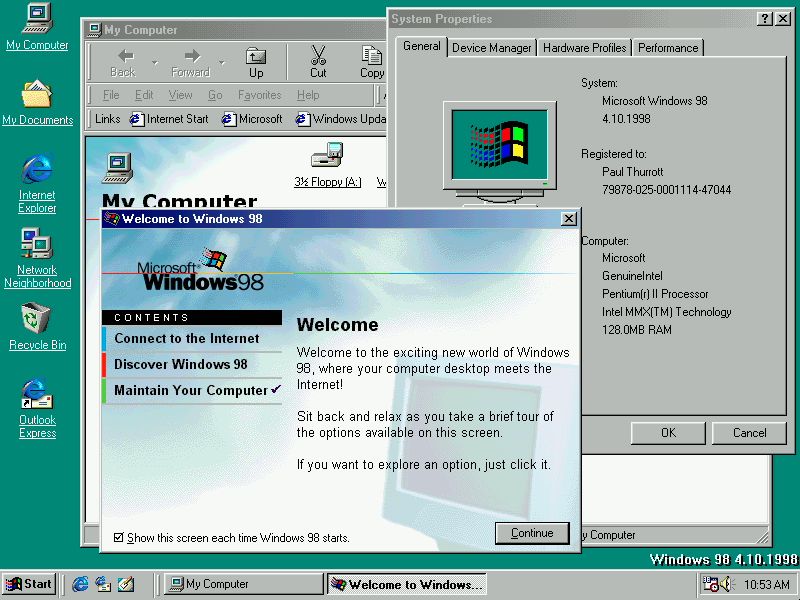 My Computer
My Documents
Internet
Explorer
Network
Neighborhood
Recycle Bin
Outlook
Express
My Computer
Back
Forward
Up
Cut
Copy
File Edit View Go Favorites Help
Links Internet Start Microsoft Windows Upda
My Computer
3½ Floppy (A:)
System Properties
General Device Manager Hardware Profiles Performance
System:
Microsoft Windows 98
4.10.1998
Registered to:
Paul Thurrott
79878-025-0001114-47044
Computer:
Microsoft
GenuineIntel
Pentium(r) II Processor
Intel MMX(TM) Technology
128.0MB RAM
OK Cancel
Welcome to Windows 98
Microsoft
Windows98
CONTENTS
Connect to the Internet
Discover Windows 98
Maintain Your Computer
Welcome
Welcome to the exciting new world of Windows
98, where your computer desktop meets the
Internet!
Sit back and relax as you take a brief tour of
the options available on this screen.
If you want to explore an option, just click it.
Show this screen each time Windows 98 starts.
Continue
y Computer
Windows 98 4.10.1998
Start
My Computer
Welcome to Windows...
10:53 AM